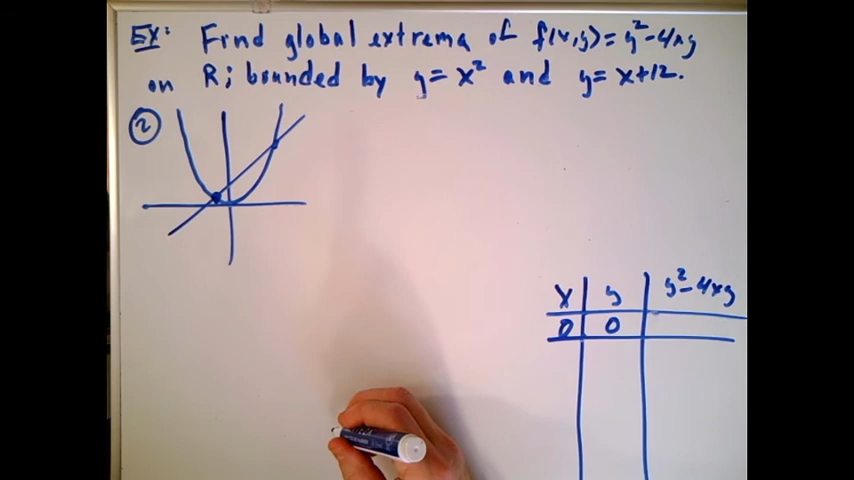 Ex: Find global extrema of f(x,y) = y² - 4xy
on R; bounded by y = x² and y = x+12.
2
x y y² - 4xy
0 0